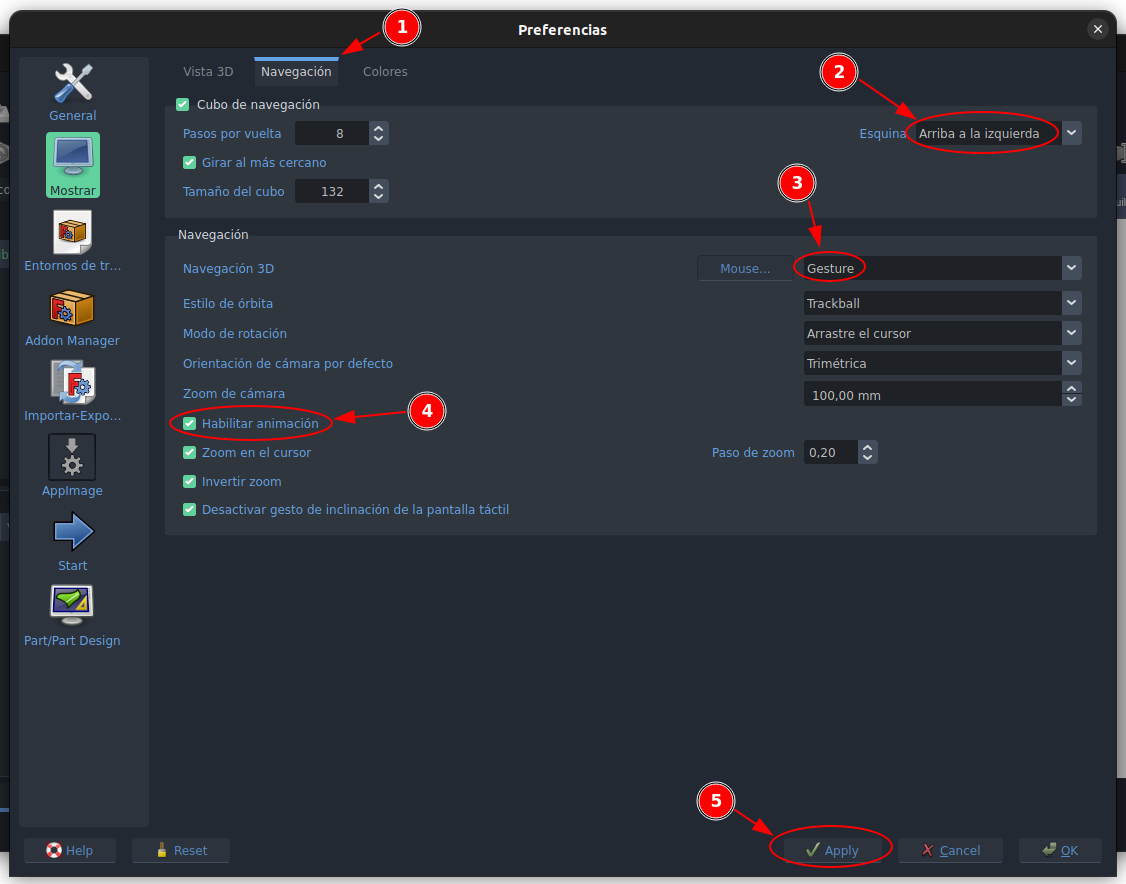 Preferencias
1
General
Mostrar
Entornos de tr...
Addon Manager
Importar-Expo...
AppImage
Start
Part/Part Design
Vista 3D Navegación Colores
2
Cubo de navegación
Pasos por vuelta 8 Esquina Arriba a la izquierda
Girar al más cercano
3
Tamaño del cubo 132
Navegación
Navegación 3D Mouse... Gesture
Estilo de órbita Trackball
Modo de rotación Arrastre el cursor
Orientación de cámara por defecto Trimétrica
Zoom de cámara 100,00 mm
4
Habilitar animación
Zoom en el cursor Paso de zoom 0,20
Invertir zoom
Desactivar gesto de inclinación de la pantalla táctil
5
Help Reset Apply Cancel OK